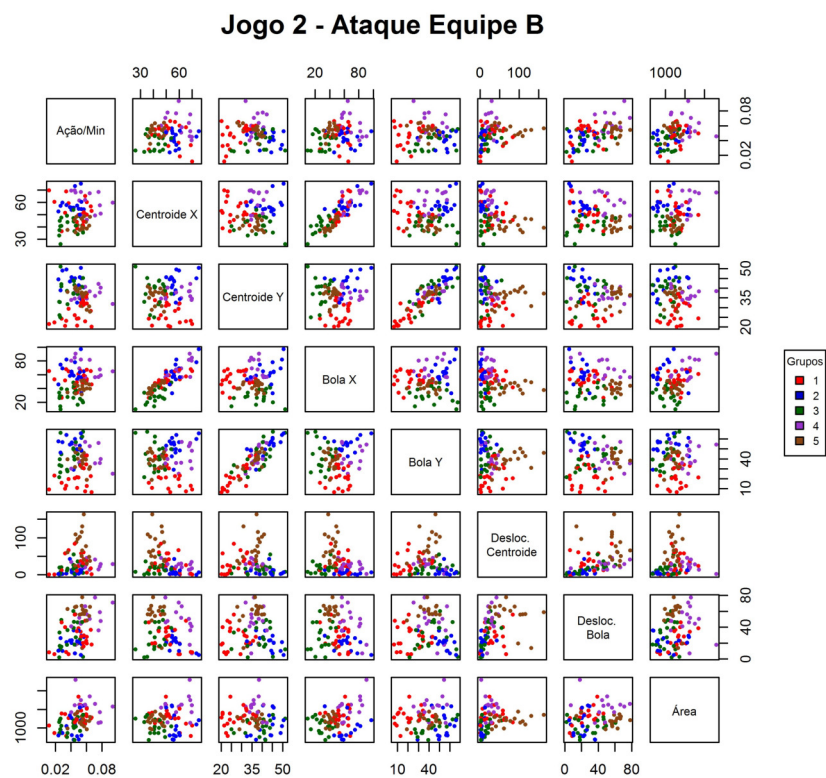 Jogo 2 - Ataque Equipe B
30 60 20 80 0 100 1000
Ação/Min
0.02 0.08
30 60
Centroide X
Centroide Y
20 35 50
20 80
Bola X
Grupos
1
2
3
4
5
Bola Y
10 40
0 100
Desloc.
Centroide
Desloc.
Bola
0 40 80
1000
Área
0.02 0.08 20 35 50 10 40 0 40 80